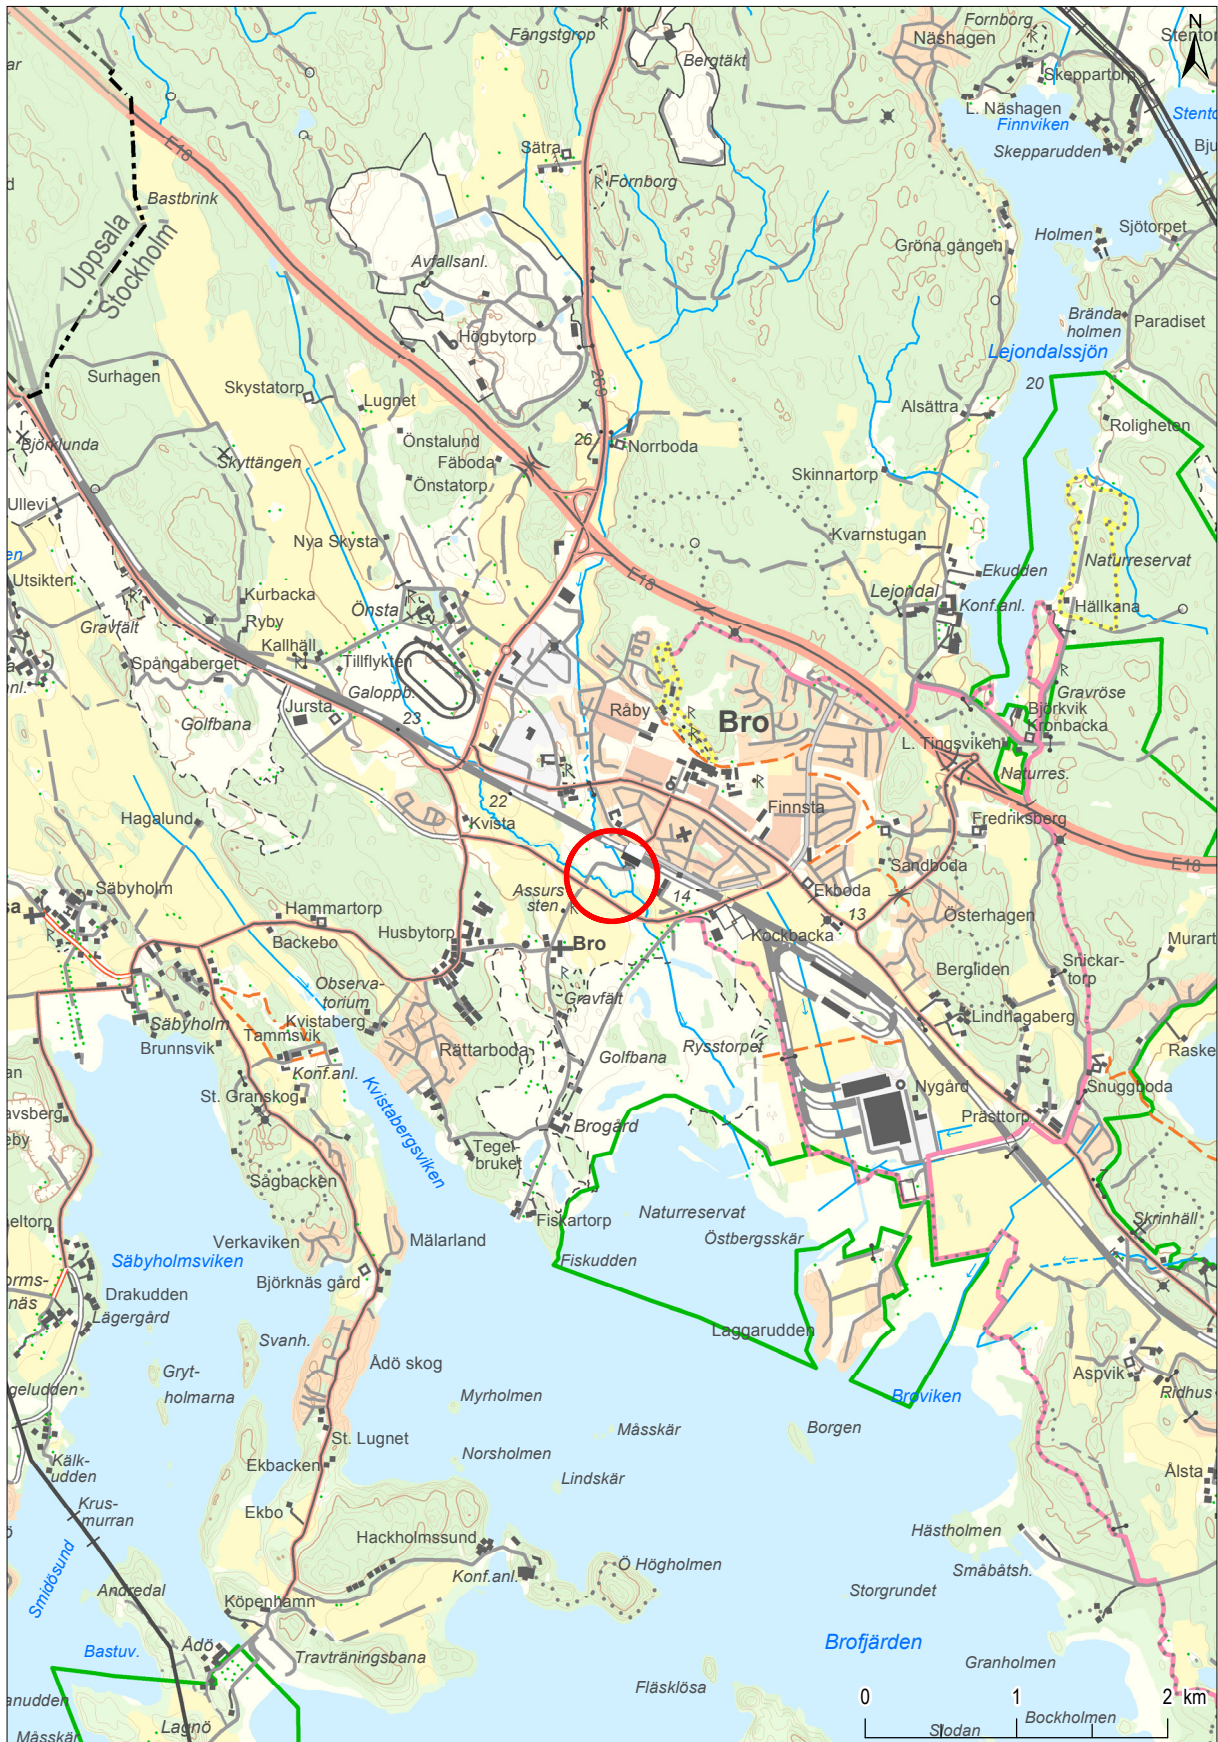 Fångstgrop
Bergtäkt
Fornborg
Näshagen
N
Skeppartorp
L. Näshagen
Finnviken
Skepparudden
E18
Sätra
Fornborg
Bastbrink
Uppsala
Stockholm
Avfallsanl.
Gröna gången
Holmen
Sjötorpet
Högbytorp
Brända
holmen
Paradiset
Lejondalssjön
20
269
Surhagen
Skystatorp
Lugnet
Alsättra
Roligheten
Björklunda
Önstalund
Skyttängen
Fäboda
Önstatorp
26
Norrboda
Skinnartorp
Ullevi
Nya Skysta
Kvarnstugan
Ekudden
Naturreservat
Utsikten
Kurbacka
Önsta
E18
Lejondal
Konf.anl.
Hällkana
Gravfält
Ryby
Kallhäll
Spångaberget
Tillflykten
Galoppb.
Jursta
23
Golfbana
Råby
Bro
Gravröse
Björkvik
Kronbacka
L. Tingsviken
Naturres.
22
Hagalund
Kvista
Finnsta
Fredriksberg
E18
Sandboda
Säbyholm
Assurs
sten
14
Ekboda
13
Österhagen
Hammartorp
Backebo
Husbytorp
Bro
Kockbacka
Murart
Bergliden
Snickar-
torp
Observa-
torium
Gravfält
Säbyholm
Kvistaberg
Tammsvik
Brunnsvik
Konf.anl.
Rättarboda
Golfbana
Rysstorpet
Lindhagaberg
Raske
St. Granskog
Kvistabergsviken
Nygård
Snuggboda
Prästtorp
Brogård
Tegel-
bruket
Sågbacken
Fiskartorp
Naturreservat
Östbergsskär
Skrinhäll
Verkaviken
Mälarland
Fiskudden
Säbyholmsviken
Björknäs gård
Drakudden
Lägergård
Laggarudden
Svanh.
Ådö skog
Gryt-
holmarna
Myrholmen
Broviken
Aspvik
Ridhus
Måsskär
Borgen
St. Lugnet
Norsholmen
Ekbacken
Lindskär
Kälk-
udden
Ålsta
Krus-
murran
Ekbo
Hackholmssund
Hästholmen
Småbåtsh.
Smidösund
Konf.anl.
Ö Högholmen
Storgrundet
Andredal
Köpenhamn
Brofjärden
Bastuv.
Ådö
Travträningsbana
Granholmen
Fläsklösa
0 1 2 km
Bockholmen
Slodan
Lagnö
Måsskär